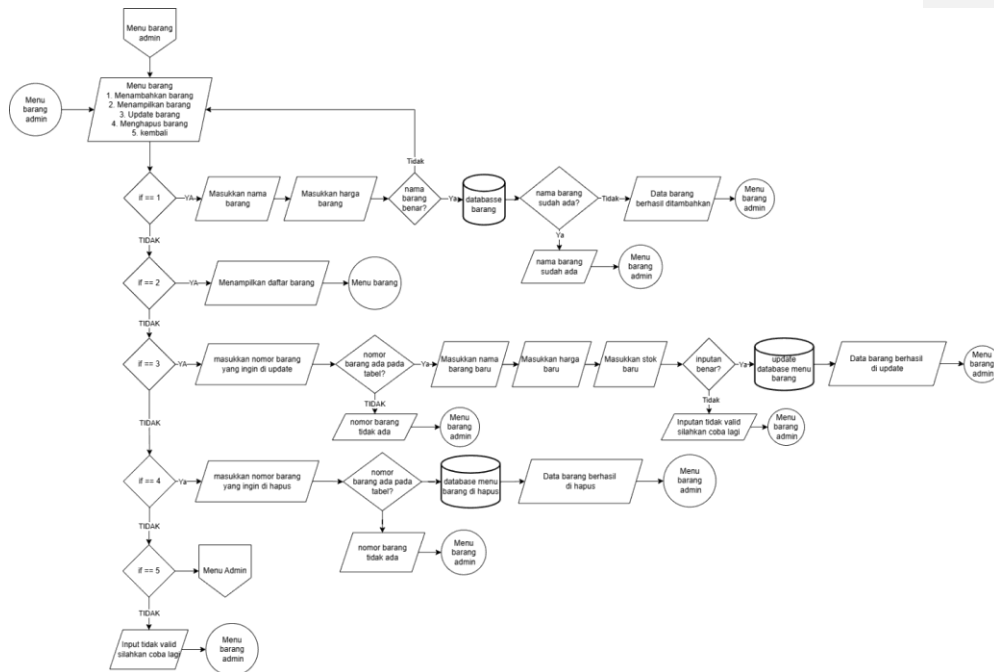 Menu barang
admin
Menu
barang
admin
Menu barang
1. Menambahkan barang
2. Menampilkan barang
3. Update barang
4. Menghapus barang
5. kembali
Tidak
if == 1
YA
Masukkan nama
barang
Masukkan harga
barang
nama
barang
benar?
Ya
databasse
barang
nama barang
sudah ada?
Tidak
Data barang
berhasil ditambahkan
Menu
barang
admin
Ya
nama barang
sudah ada
Menu
barang
admin
TIDAK
if == 2
YA
Menampilkan daftar barang
Menu barang
TIDAK
if == 3
YA
masukkan nomor barang
yang ingin di update
nomor
barang ada pada
tabel?
Ya
Masukkan nama
barang baru
Masukkan harga
baru
Masukkan stok
baru
inputan
benar?
Ya
update
database menu
barang
Data barang berhasil
di update
Menu
barang
admin
TIDAK
nomor barang
tidak ada
Menu
barang
admin
Tidak
Inputan tidak valid
silahkan coba lagi
Menu
barang
admin
TIDAK
if == 4
Ya
masukkan nomor barang
yang ingin di hapus
nomor
barang ada pada
tabel?
database menu
barang di hapus
Data barang berhasil
di hapus
Menu
barang
admin
nomor barang
tidak ada
Menu
barang
admin
TIDAK
if == 5
Menu Admin
TIDAK
Input tidak valid
silahkan coba lagi
Menu
barang
admin